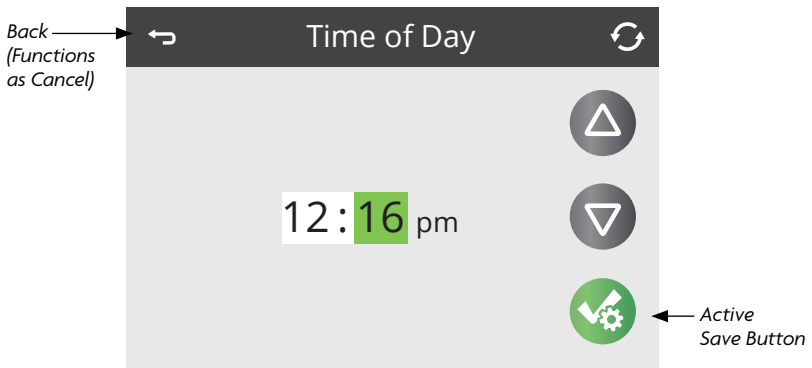 Back
(Functions
as Cancel)
Time of Day
12:16 pm
Active
Save Button